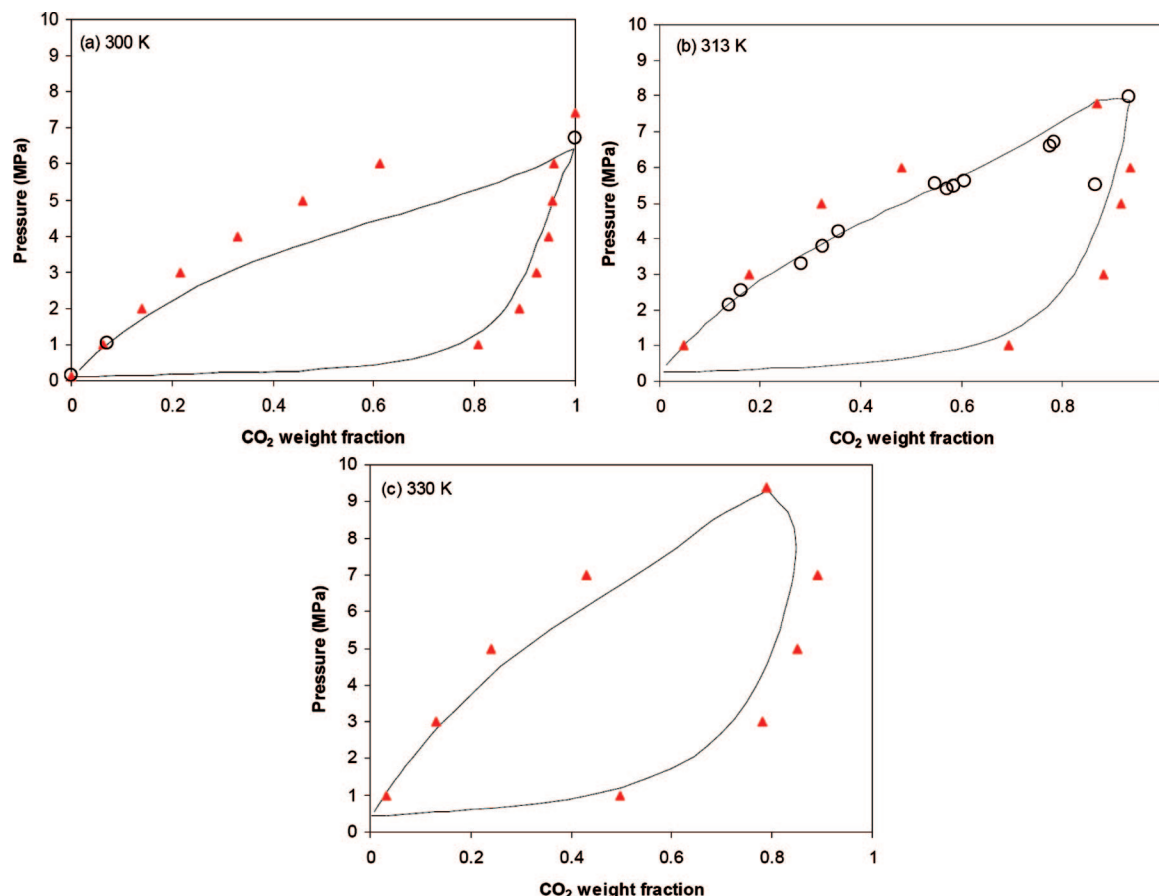 (a) 300 K
Pressure (MPa)
10
9
8
7
6
5
4
3
2
1
0
0 0.2 0.4 0.6 0.8 1
CO₂ weight fraction
(b) 313 K
Pressure (MPa)
10
9
8
7
6
5
4
3
2
1
0
0 0.2 0.4 0.6 0.8
CO₂ weight fraction
(c) 330 K
Pressure (MPa)
10
9
8
7
6
5
4
3
2
1
0
0 0.2 0.4 0.6 0.8 1
CO₂ weight fraction